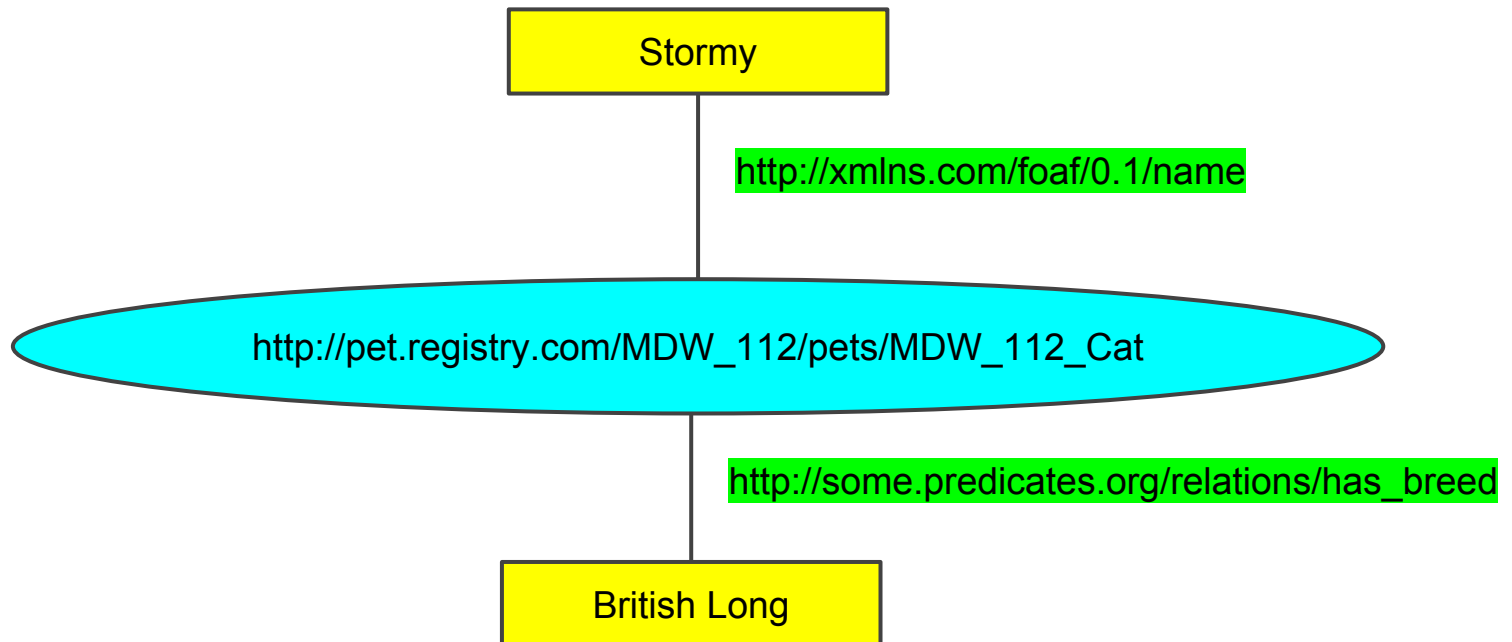 Stormy
http://xmlns.com/foaf/0.1/name
http://pet.registry.com/MDW_112/pets/MDW_112_Cat
http://some.predicates.org/relations/has_breed
British Long